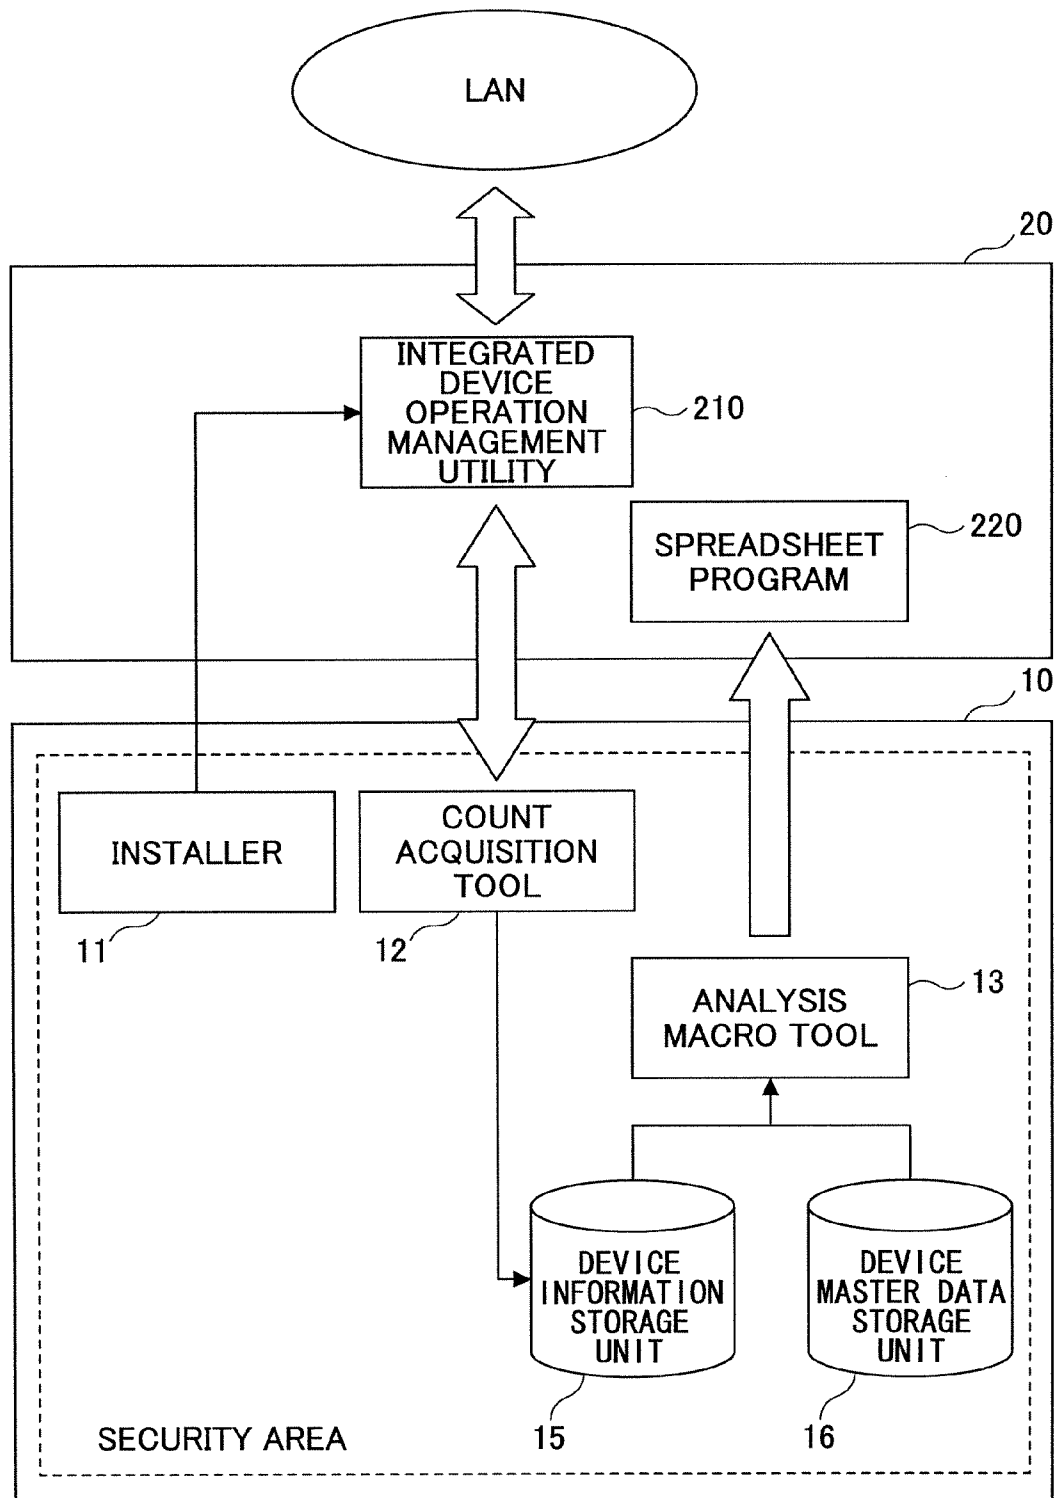 LAN
20
INTEGRATED
DEVICE
OPERATION
MANAGEMENT
UTILITY
210
SPREADSHEET
PROGRAM
220
10
INSTALLER
11
COUNT
ACQUISITION
TOOL
12
ANALYSIS
MACRO TOOL
13
DEVICE
INFORMATION
STORAGE
UNIT
15
DEVICE
MASTER DATA
STORAGE
UNIT
16
SECURITY AREA